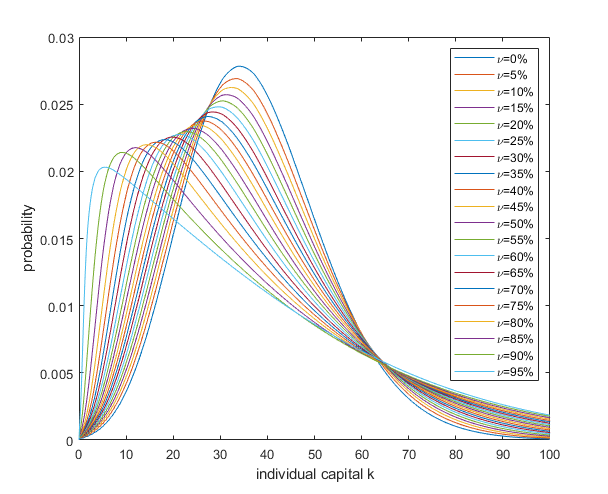 0.03
0.025
0.02
0.015
0.01
0.005
0
probability
0 10 20 30 40 50 60 70 80 90 100
individual capital k
ν=0%
ν=5%
ν=10%
ν=15%
ν=20%
ν=25%
ν=30%
ν=35%
ν=40%
ν=45%
ν=50%
ν=55%
ν=60%
ν=65%
ν=70%
ν=75%
ν=80%
ν=85%
ν=90%
ν=95%